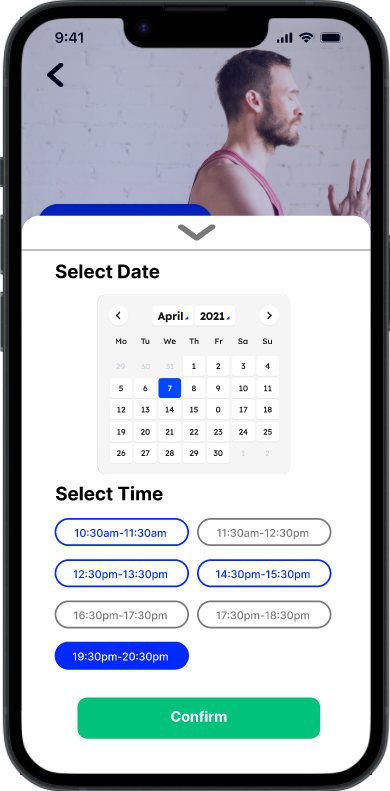 9:41
Select Date
April 2021
Mo Tu We Th Fr Sa Su
29 30 31 1 2 3 4
5 6 7 8 9 10 11
12 13 14 15 0 17 18
19 20 21 22 23 24 25
26 27 28 29 30 1 2
Select Time
10:30am-11:30am 11:30am-12:30pm
12:30pm-13:30pm 14:30pm-15:30pm
16:30pm-17:30pm 17:30pm-18:30pm
19:30pm-20:30pm
Confirm